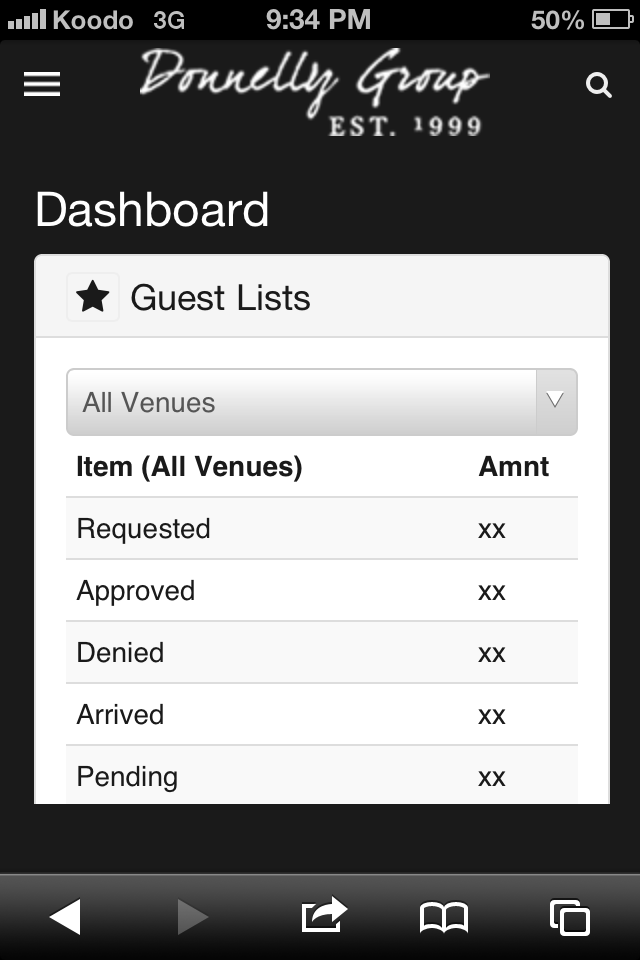 Koodo 3G 9:34 PM 50%
Donnelly Group
EST. 1999
Dashboard
Guest Lists
All Venues
Item (All Venues) Amnt
Requested xx
Approved xx
Denied xx
Arrived xx
Pending xx